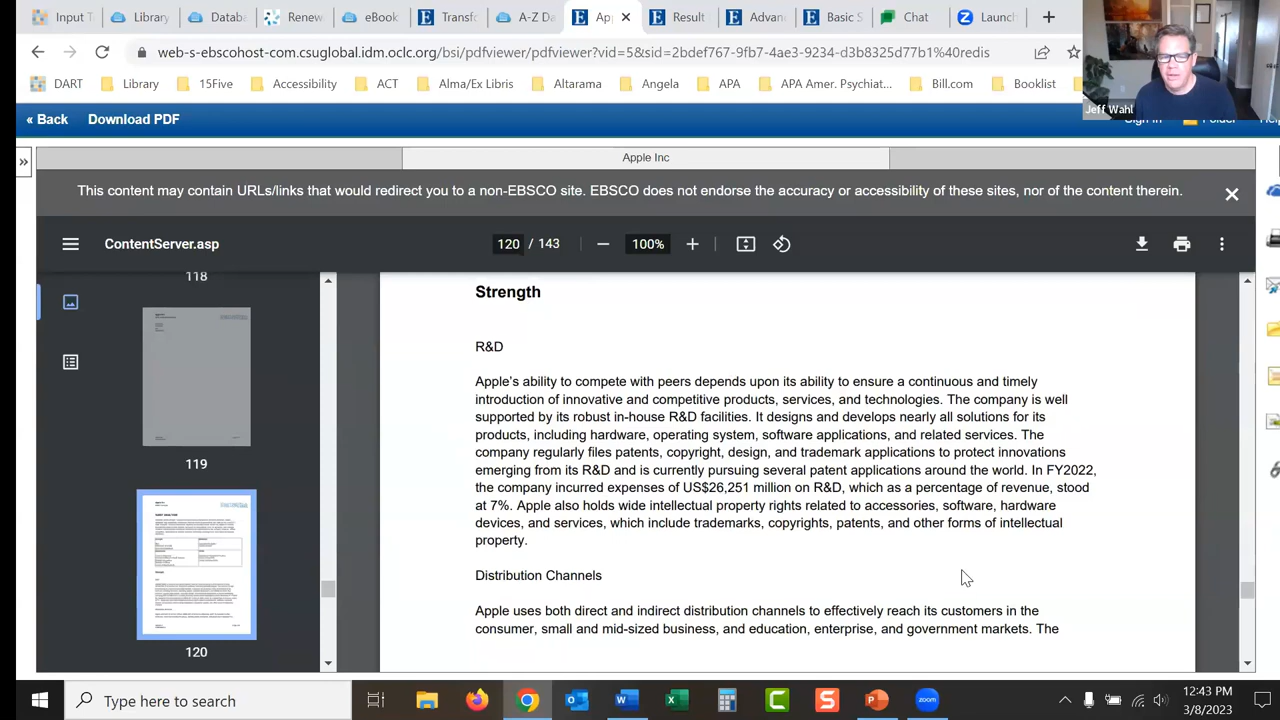 Input T
Library
Databa
Renew
eBook
Transfo
A-Z Da
Ap
Result
Advan
Basic S
Chat
Launch
web-s-ebscohost-com.csuglobal.idm.oclc.org/bsi/pdfviewer/pdfviewer?vid=5&sid=2bdef767-9fb7-4ae3-9234-d3b8325d77b1%40redis
DART Library 15Five Accessibility ACT Alma/ExLibris Altarama Angela APA APA Amer. Psychiat... Bill.com Booklist
Jeff Wahl
« Back Download PDF
Sign In Folder Help
»
Apple Inc
This content may contain URLs/links that would redirect you to a non-EBSCO site. EBSCO does not endorse the accuracy or accessibility of these sites, nor of the content therein.
ContentServer.asp 120 / 143 100%
118
119
120
Strength
R&D
Apple's ability to compete with peers depends upon its ability to ensure a continuous and timely
introduction of innovative and competitive products, services, and technologies. The company is well
supported by its robust in-house R&D facilities. It designs and develops nearly all solutions for its
products, including hardware, operating system, software applications, and related services. The
company regularly files patents, copyright, design, and trademark applications to protect innovations
emerging from its R&D and is currently pursuing several patent applications around the world. In FY2022,
the company incurred expenses of US$26,251 million on R&D, which as a percentage of revenue, stood
at 7%. Apple also holds wide intellectual property rights related to accessories, software, hardware
devices, and services, which include trademarks, copyrights, patents, and other forms of intellectual
property.
Distribution Channels
Apple uses both direct and indirect distribution channels to effectively reach its customers in the
consumer, small and mid-sized business, and education, enterprise, and government markets. The
Type here to search
12:43 PM
3/8/2023